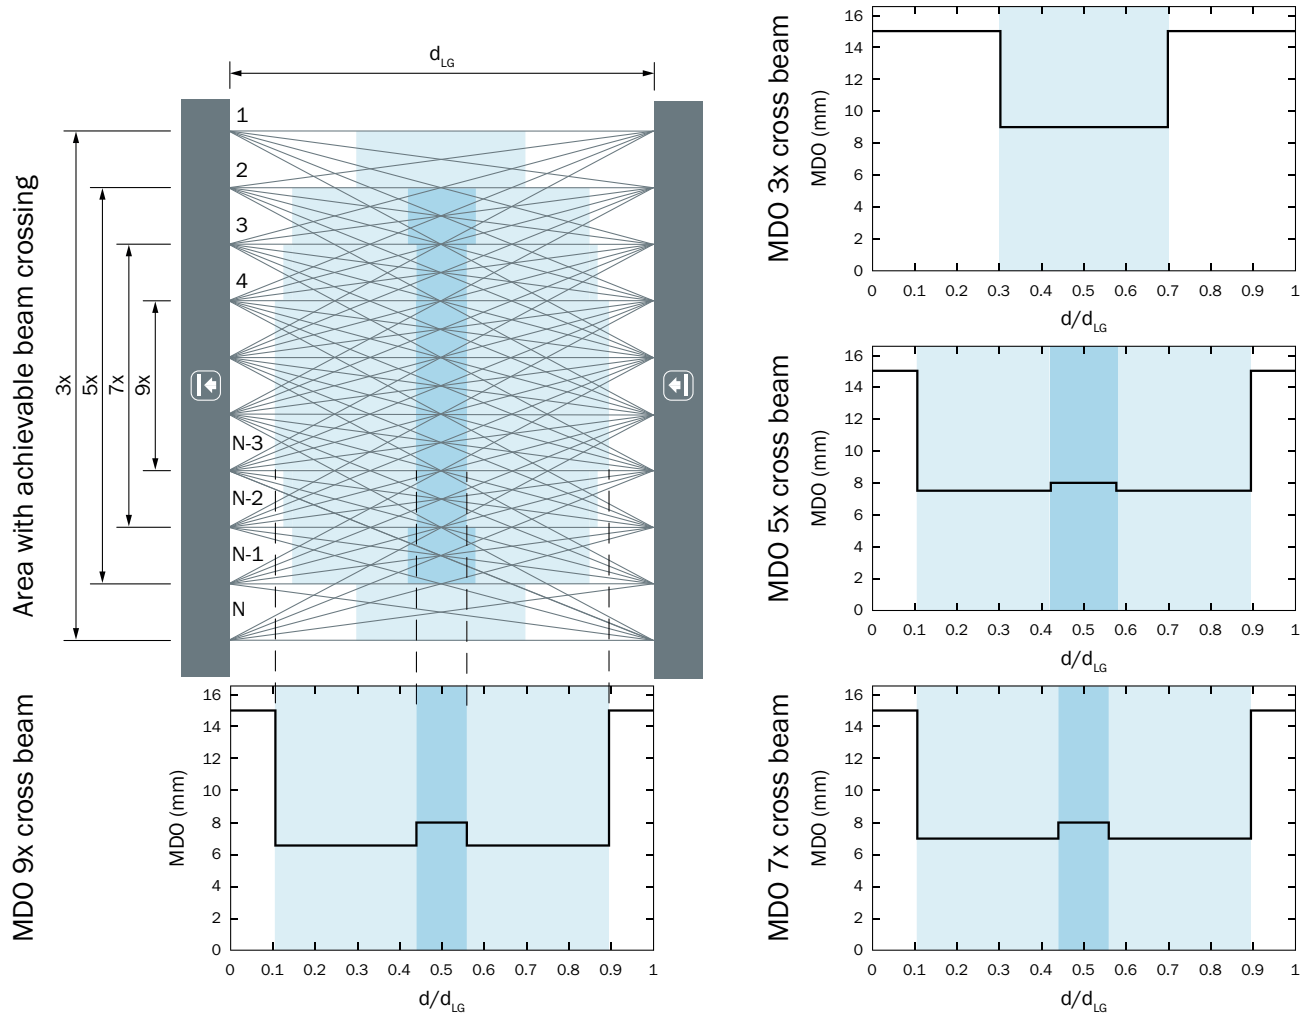 d_LG
1
2
3
4
N-3
N-2
N-1
N
Area with achievable beam crossing
3x
5x
7x
9x
MDO 3x cross beam
MDO (mm)
16
14
12
10
8
6
4
2
0
0 0.1 0.2 0.3 0.4 0.5 0.6 0.7 0.8 0.9 1
d/d_LG
MDO 5x cross beam
MDO (mm)
16
14
12
10
8
6
4
2
0
0 0.1 0.2 0.3 0.4 0.5 0.6 0.7 0.8 0.9 1
d/d_LG
MDO 9x cross beam
MDO (mm)
16
14
12
10
8
6
4
2
0
0 0.1 0.2 0.3 0.4 0.5 0.6 0.7 0.8 0.9 1
d/d_LG
MDO 7x cross beam
MDO (mm)
16
14
12
10
8
6
4
2
0
0 0.1 0.2 0.3 0.4 0.5 0.6 0.7 0.8 0.9 1
d/d_LG